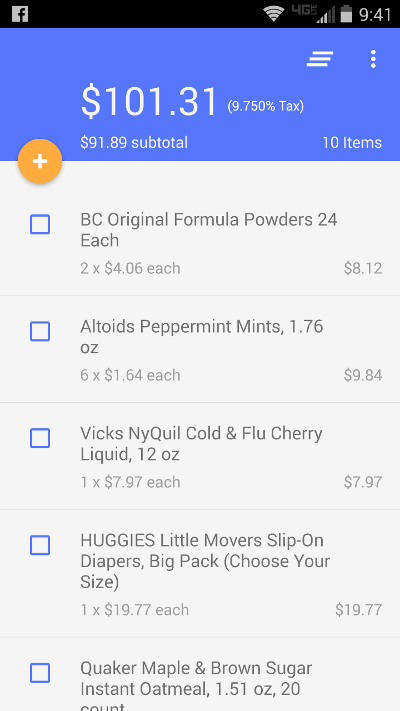 4G 9:41
$101.31 (9.750% Tax)
$91.89 subtotal 10 Items
BC Original Formula Powders 24
Each
2 x $4.06 each $8.12
Altoids Peppermint Mints, 1.76
oz
6 x $1.64 each $9.84
Vicks NyQuil Cold & Flu Cherry
Liquid, 12 oz
1 x $7.97 each $7.97
HUGGIES Little Movers Slip-On
Diapers, Big Pack (Choose Your
Size)
1 x $19.77 each $19.77
Quaker Maple & Brown Sugar
Instant Oatmeal, 1.51 oz, 20
count